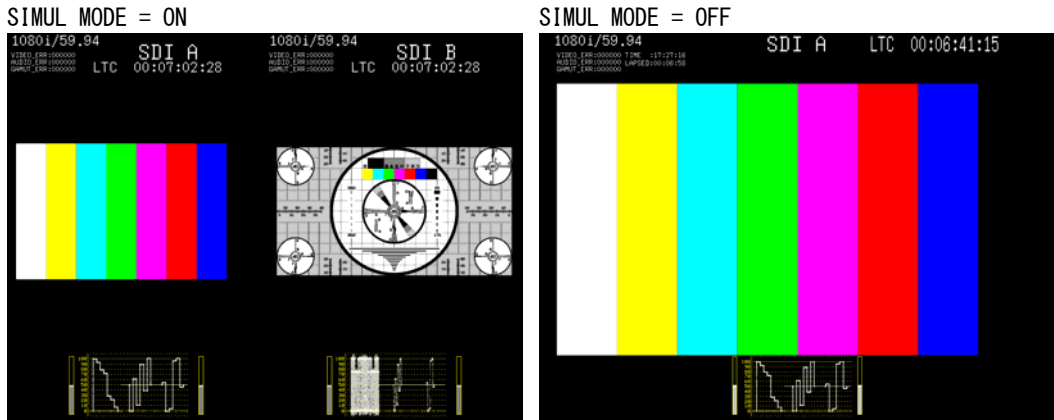 SIMUL MODE = ON
1080i/59.94
SDI A
VIDEO_ERR:000000
AUDIO_ERR:000000
GAMUT_ERR:000000
LTC 00:07:02:28
1080i/59.94
SDI B
VIDEO_ERR:000000
AUDIO_ERR:000000
GAMUT_ERR:000000
LTC 00:07:02:28
SIMUL MODE = OFF
1080i/59.94
SDI A
LTC 00:06:41:15
VIDEO_ERR:000000 TIME :17:27:16
AUDIO_ERR:000000 LAPSED:00:06:58
GAMUT_ERR:000000